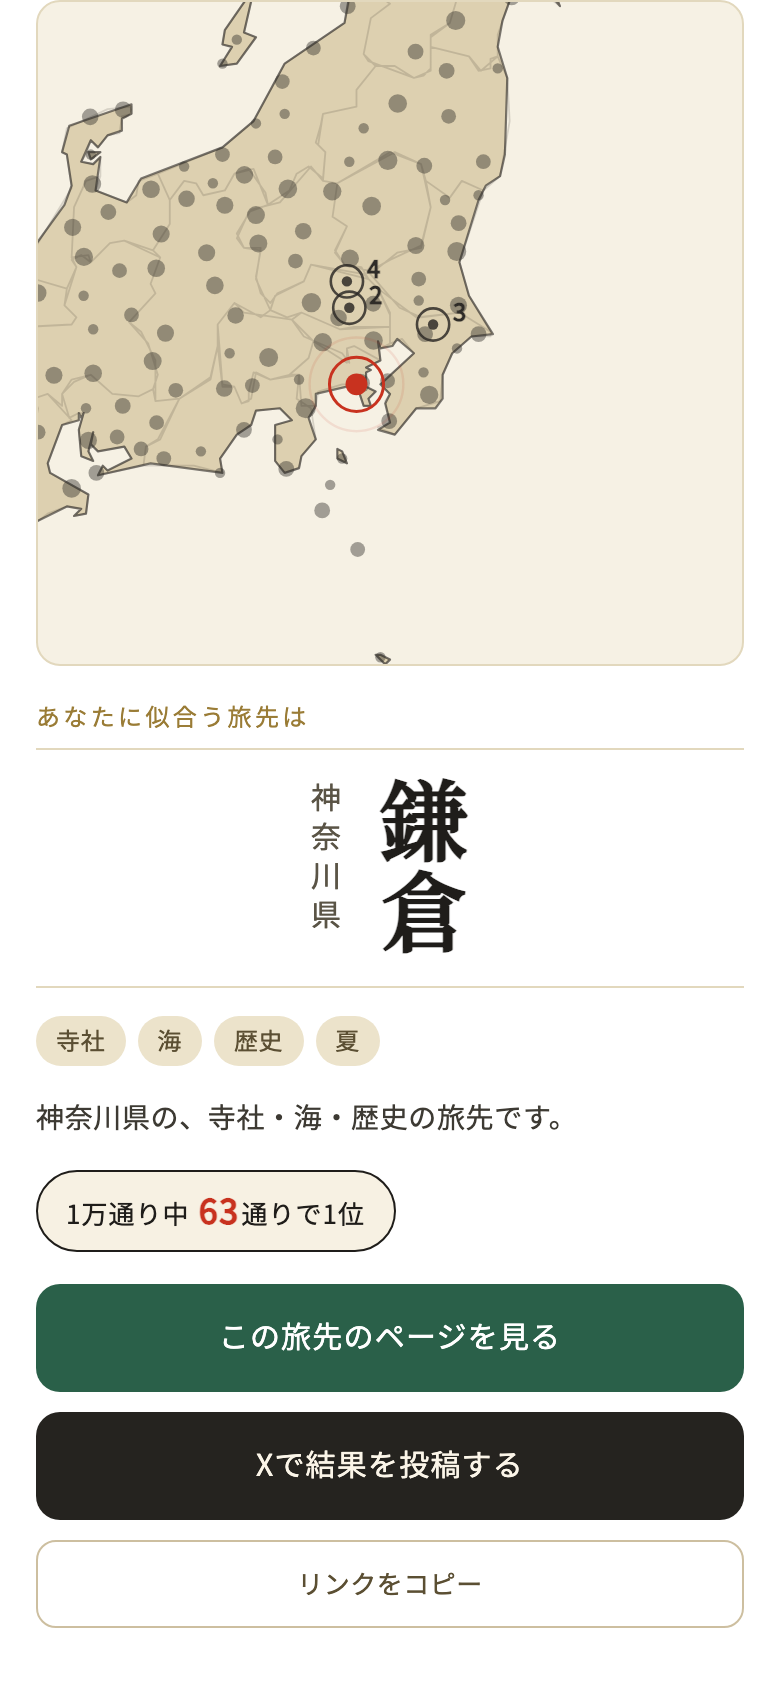 4
2
3
あなたに似合う旅先は
鎌倉
神奈川県
寺社 海 歴史 夏
神奈川県の、寺社・海・歴史の旅先です。
1万通り中 63通りで1位
この旅先のページを見る
Xで結果を投稿する
リンクをコピー